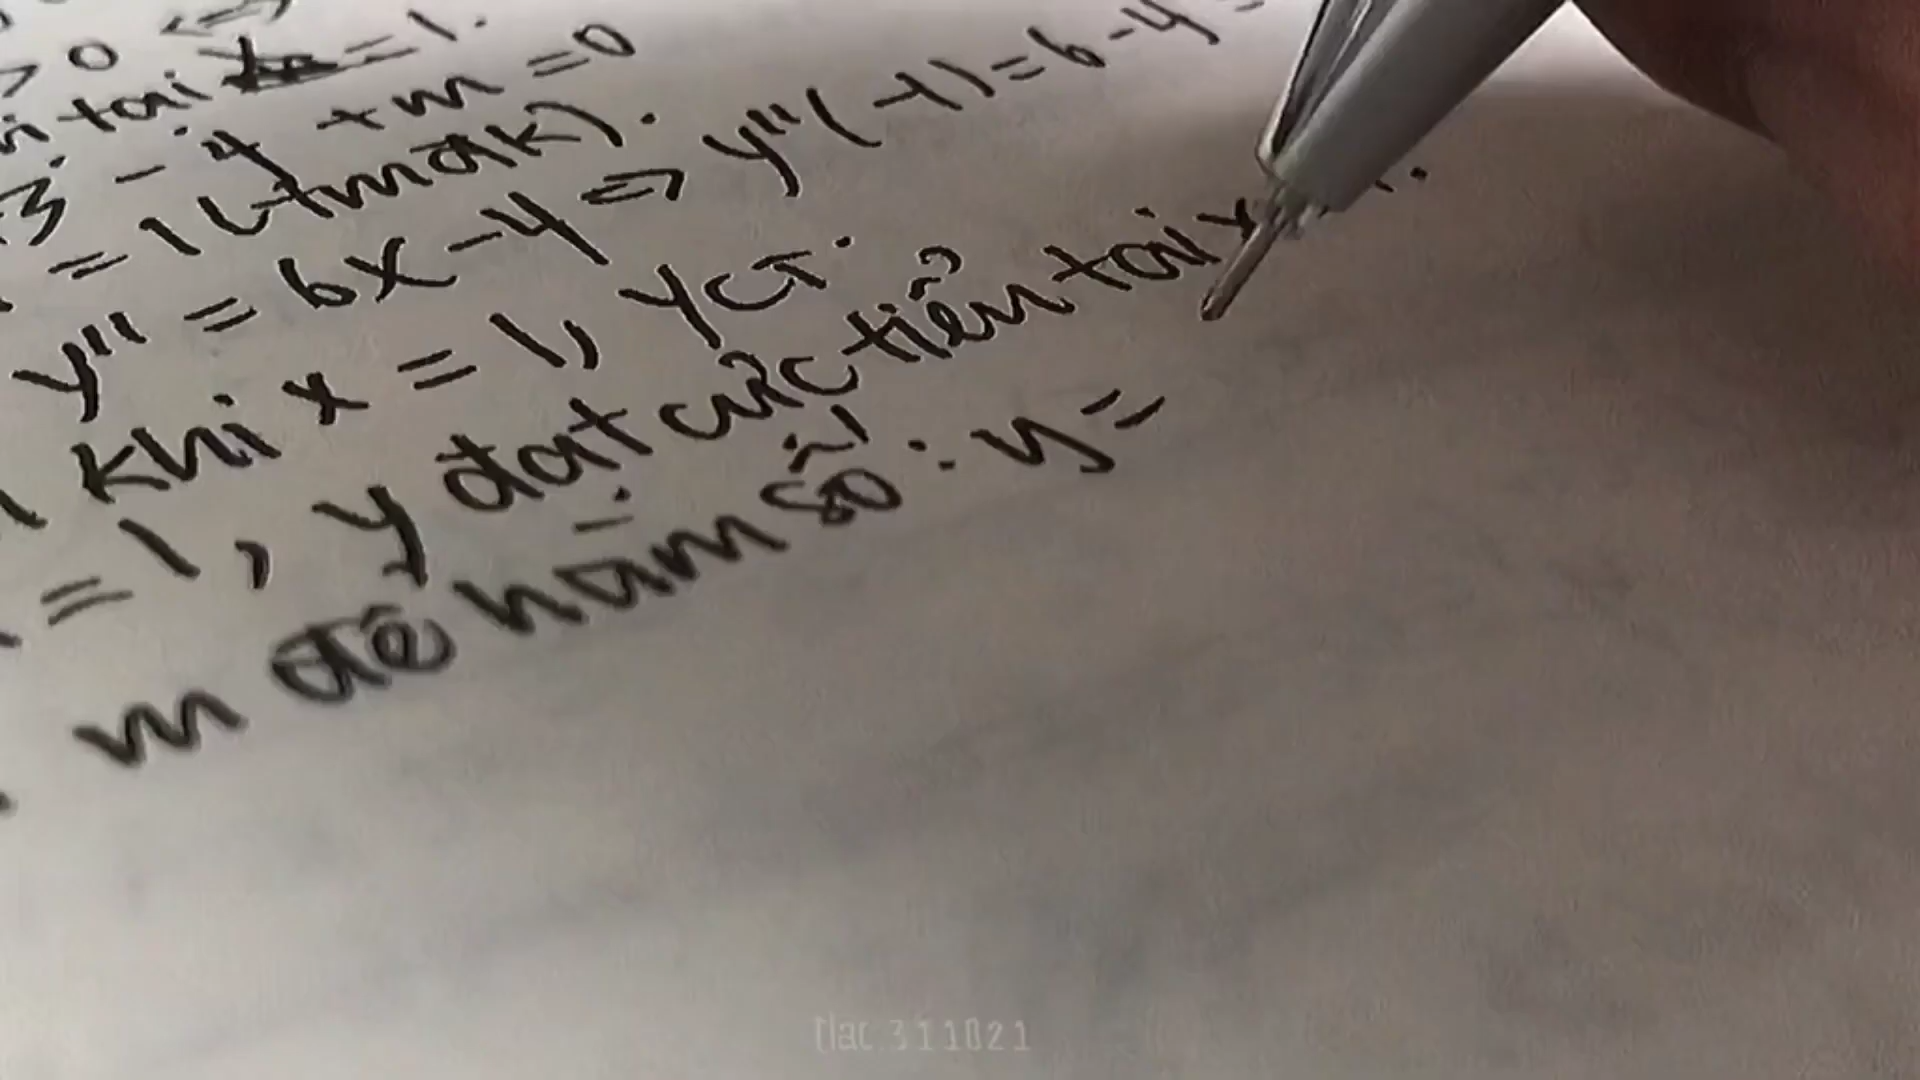 > 0 ⟺
tại x = 1.
3 - 4 + m = 0
= 1 (tmđk).
y'' = 6x - 4 => y''(1) = 6 - 4 =
khi x = 1, yCT.
= 1, y đạt cực tiểu tại x
m để hàm số: y =
tlac.311021